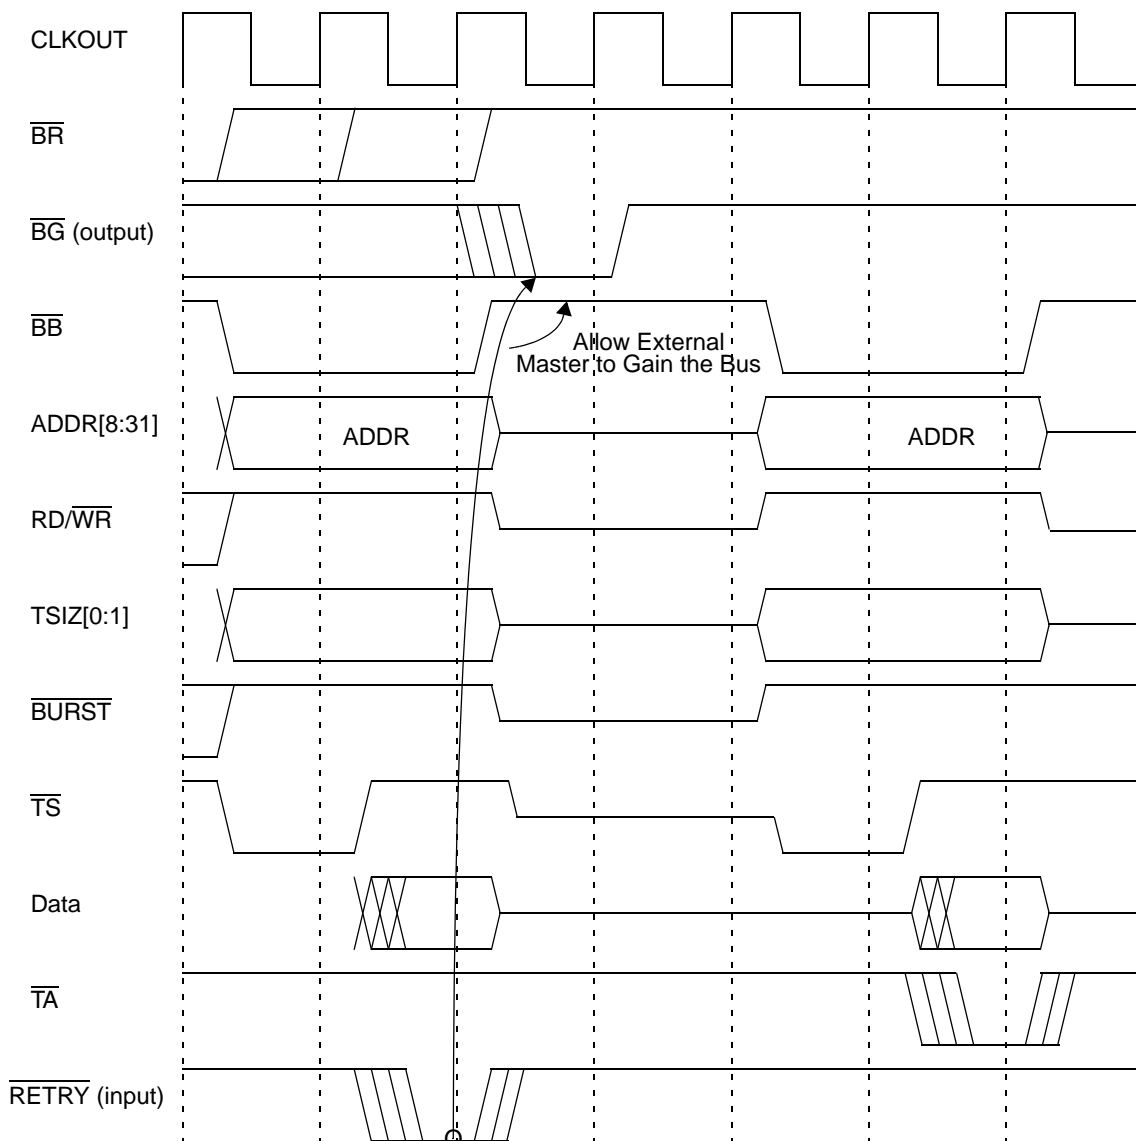 CLKOUT
BR
BG (output)
BB
Allow External
Master to Gain the Bus
ADDR[8:31]
ADDR
ADDR
RD/WR
TSIZ[0:1]
BURST
TS
Data
TA
RETRY (input)